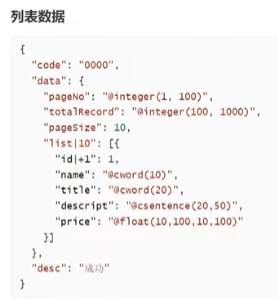 列表数据
{
"code": "0000",
"data": {
"pageNo": "@integer(1, 100)",
"totalRecord": "@integer(100, 1000)",
"pageSize": 10,
"list|10": [{
"id|+1": 1,
"name": "@cword(10)",
"title": "@cword(20)",
"descript": "@csentence(20,50)",
"price": "@float(10,100,10,100)"
}]
},
"desc": "成功"
}